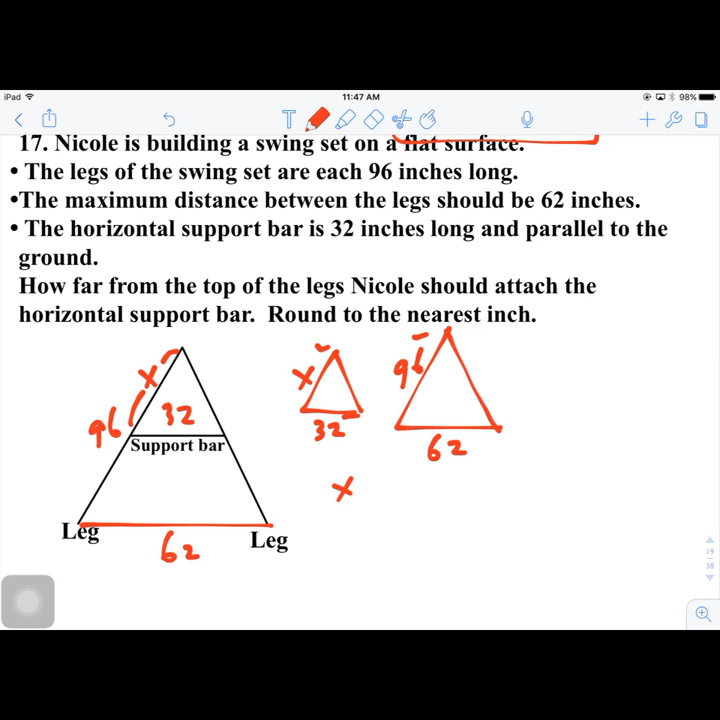 iPad
11:47 AM
98%
T
17. Nicole is building a swing set on a flat surface.
• The legs of the swing set are each 96 inches long.
•The maximum distance between the legs should be 62 inches.
• The horizontal support bar is 32 inches long and parallel to the
ground.
How far from the top of the legs Nicole should attach the
horizontal support bar. Round to the nearest inch.
x
96
32
Support bar
Leg
62
Leg
x
32
96
62
x
19
38